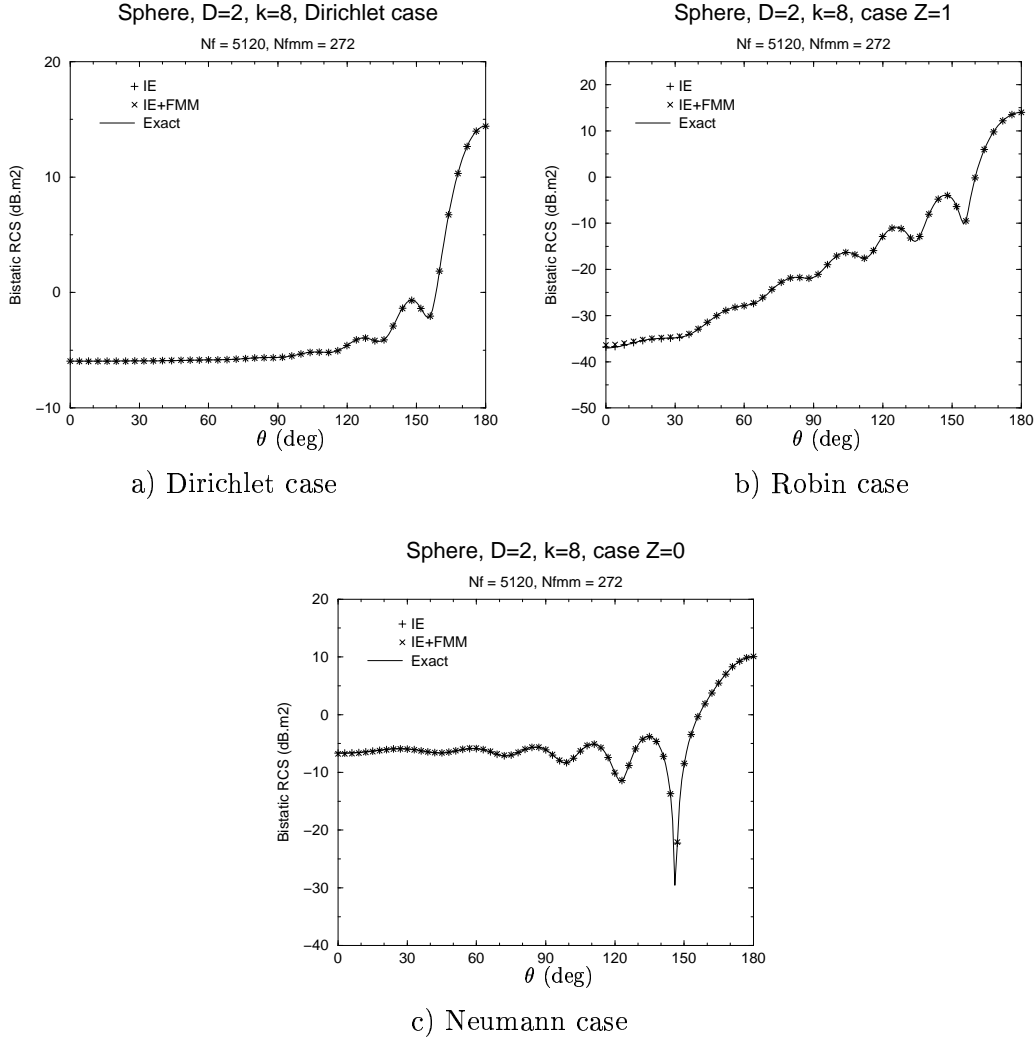 Sphere, D=2, k=8, Dirichlet case
Nf = 5120, Nfmm = 272
IE
IE+FMM
Exact
Bistatic RCS (dB.m2)
20
10
0
−10
0 30 60 90 120 150 180
θ (deg)
a) Dirichlet case
Sphere, D=2, k=8, case Z=1
Nf = 5120, Nfmm = 272
IE
IE+FMM
Exact
Bistatic RCS (dB.m2)
20
10
0
−10
−20
−30
−40
−50
0 30 60 90 120 150 180
θ (deg)
b) Robin case
Sphere, D=2, k=8, case Z=0
Nf = 5120, Nfmm = 272
IE
IE+FMM
Exact
Bistatic RCS (dB.m2)
20
10
0
−10
−20
−30
−40
0 30 60 90 120 150 180
θ (deg)
c) Neumann case